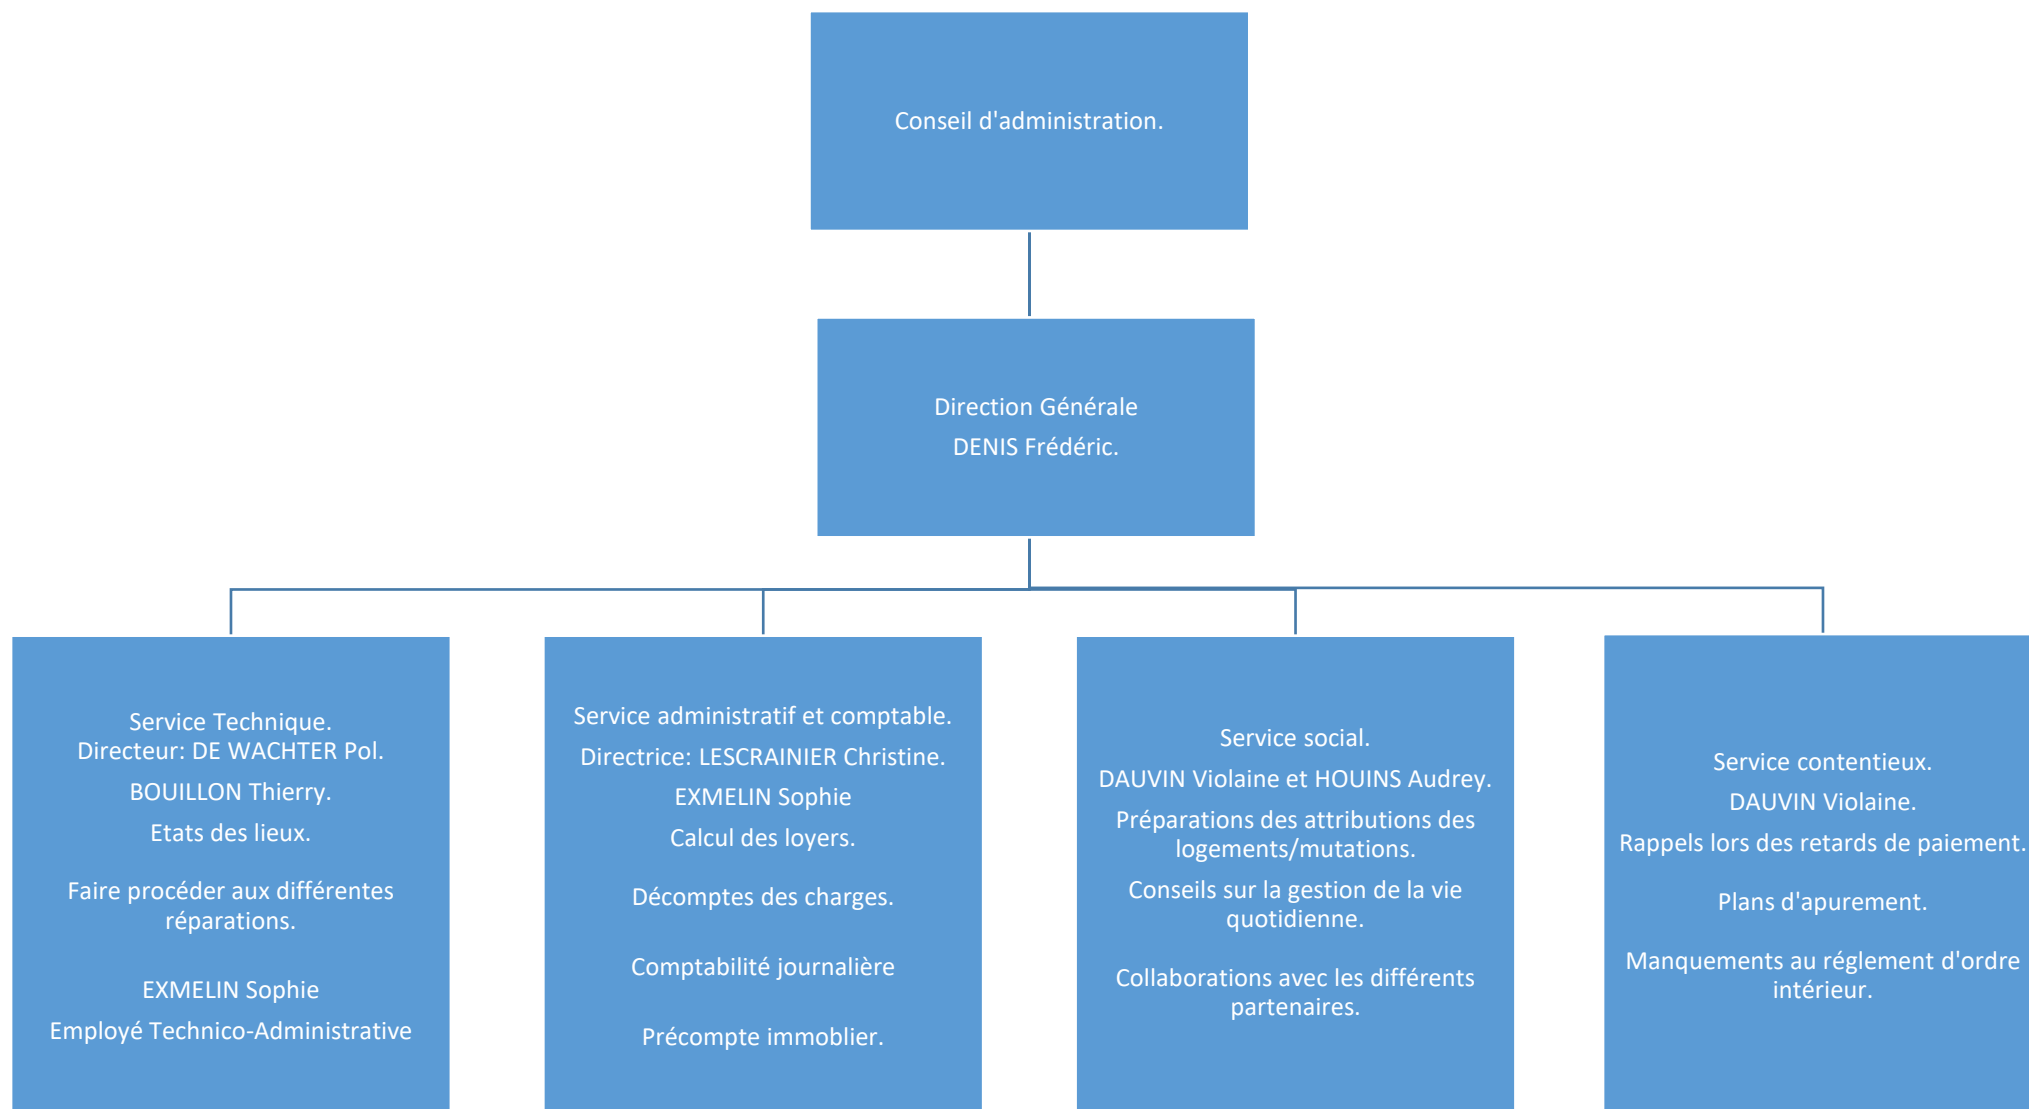 Conseil d'administration.
Direction Générale
DENIS Frédéric.
Service Technique.
Directeur: DE WACHTER Pol.
BOUILLON Thierry.
Etats des lieux.
Faire procéder aux différentes
réparations.
EXMELIN Sophie
Employé Technico-Administrative
Service administratif et comptable.
Directrice: LESCRAINIER Christine.
EXMELIN Sophie
Calcul des loyers.
Décomptes des charges.
Comptabilité journalière
Précompte immoblier.
Service social.
DAUVIN Violaine et HOUINS Audrey.
Préparations des attributions des
logements/mutations.
Conseils sur la gestion de la vie
quotidienne.
Collaborations avec les différents
partenaires.
Service contentieux.
DAUVIN Violaine.
Rappels lors des retards de paiement.
Plans d'apurement.
Manquements au réglement d'ordre
intérieur.